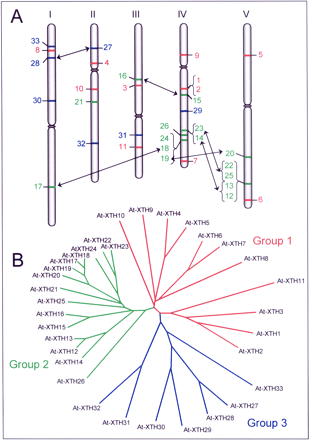 A
I II III IV V
33
8
28
30
17
27
4
10
21
32
16
3
31
11
9
1
2
15
29
26
24
18
19
23
14
7
5
20
22
25
13
12
6
B
At-XTH10
At-XTH9
At-XTH4
At-XTH5
At-XTH6
At-XTH7
Group 1
At-XTH8
At-XTH11
At-XTH3
At-XTH1
At-XTH2
At-XTH33
At-XTH27
At-XTH28
At-XTH29
Group 3
At-XTH30
At-XTH31
At-XTH32
At-XTH26
At-XTH14
At-XTH12
At-XTH13
At-XTH15
At-XTH16
At-XTH25
At-XTH21
At-XTH20
At-XTH19
At-XTH17
At-XTH18
At-XTH24
At-XTH22
At-XTH23
Group 2